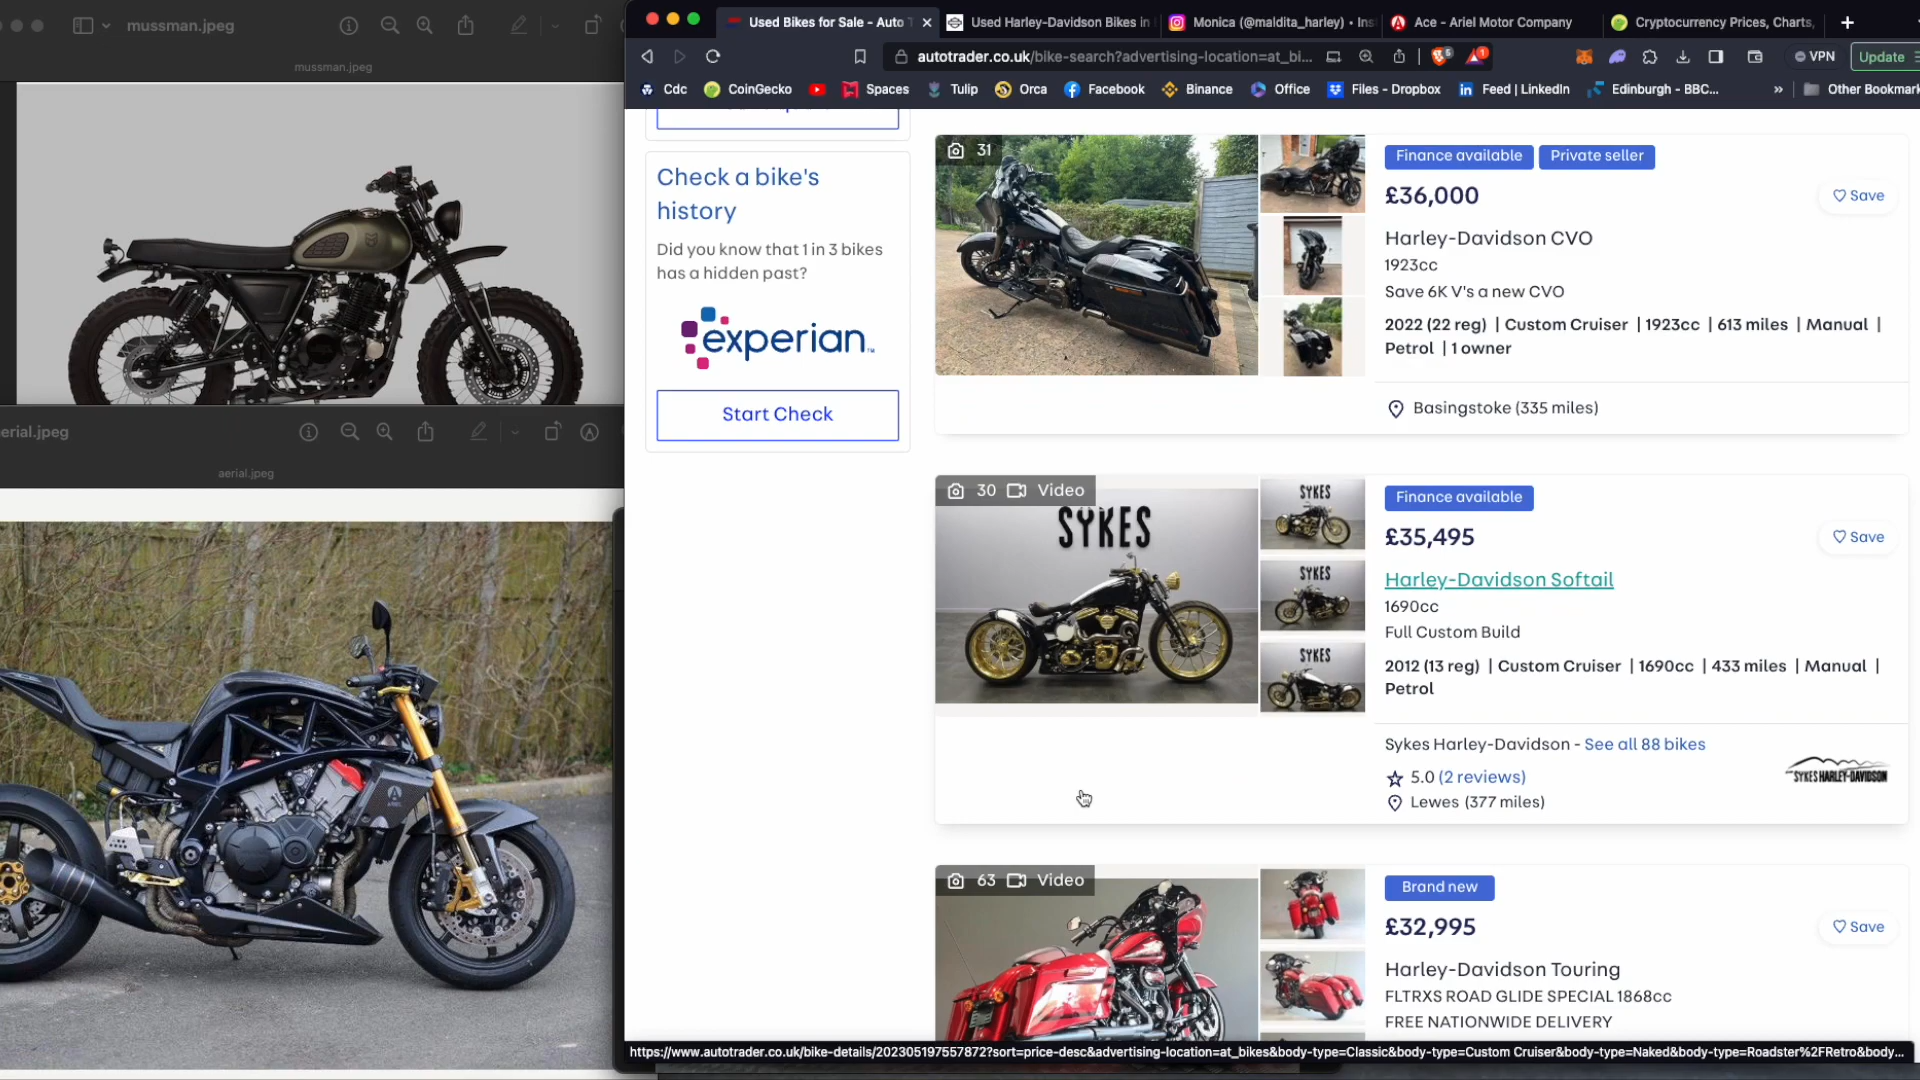 mussman.jpeg
mussman.jpeg
erial.jpeg
aerial.jpeg
Used Bikes for Sale - Auto T
Used Harley-Davidson Bikes in
Monica (@maldita_harley) • Ins
Ace - Ariel Motor Company
Cryptocurrency Prices, Charts,
autotrader.co.uk/bike-search?advertising-location=at_bi...
5
1
VPN
Update
Cdc
CoinGecko
Spaces
Tulip
Orca
Facebook
Binance
Office
Files - Dropbox
Feed | LinkedIn
Edinburgh - BBC...
»
Other Bookmark
Check a bike's
history
Did you know that 1 in 3 bikes
has a hidden past?
experian™
Start Check
31
Finance available
Private seller
£36,000
Save
Harley-Davidson CVO
1923cc
Save 6K V's a new CVO
2022 (22 reg) | Custom Cruiser | 1923cc | 613 miles | Manual |
Petrol | 1 owner
Basingstoke (335 miles)
30 Video
SYKES
SYKES
SYKES
SYKES
Finance available
£35,495
Save
Harley-Davidson Softail
1690cc
Full Custom Build
2012 (13 reg) | Custom Cruiser | 1690cc | 433 miles | Manual |
Petrol
Sykes Harley-Davidson - See all 88 bikes
5.0 (2 reviews)
SYKES HARLEY-DAVIDSON
Lewes (377 miles)
63 Video
Brand new
£32,995
Save
Harley-Davidson Touring
FLTRXS ROAD GLIDE SPECIAL 1868cc
FREE NATIONWIDE DELIVERY
https://www.autotrader.co.uk/bike-details/202305197557872?sort=price-desc&advertising-location=at_bikes&body-type=Classic&body-type=Custom Cruiser&body-type=Naked&body-type=Roadster%2FRetro&body...